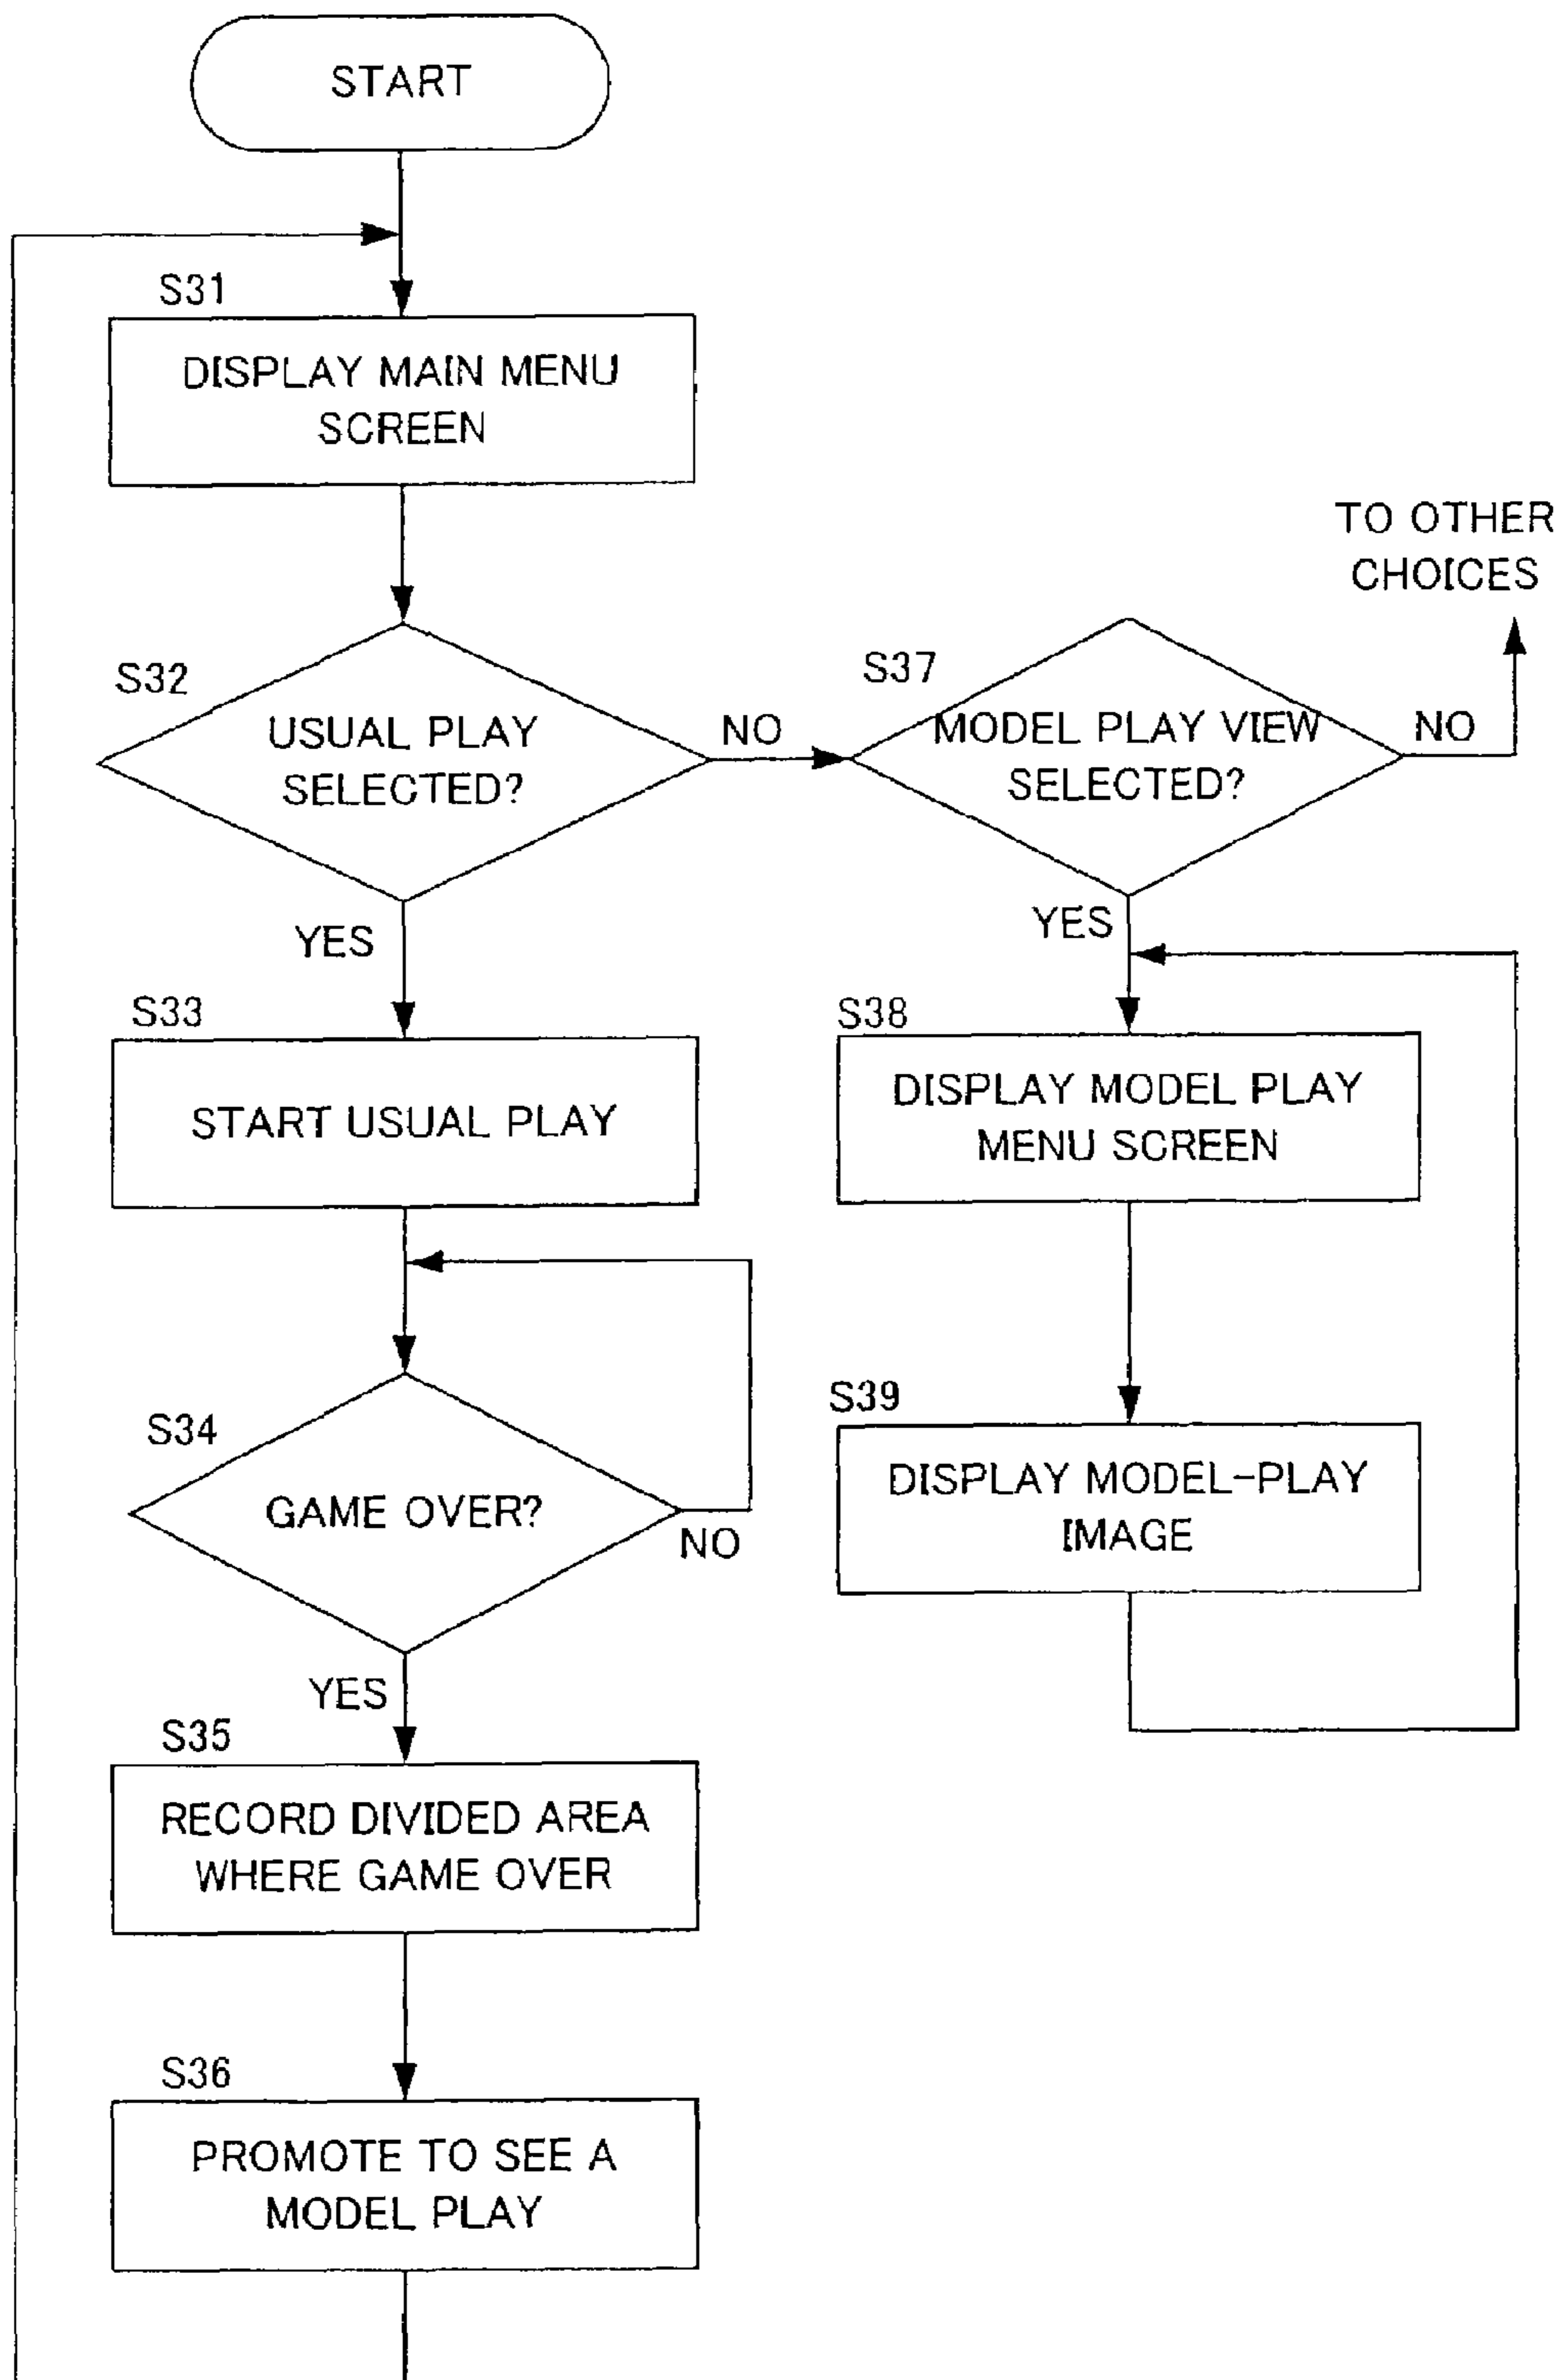 START
S31
DISPLAY MAIN MENU
SCREEN
TO OTHER
CHOICES
S32
USUAL PLAY
SELECTED?
NO
S37
MODEL PLAY VIEW
SELECTED?
NO
YES
YES
S33
START USUAL PLAY
S38
DISPLAY MODEL PLAY
MENU SCREEN
S34
GAME OVER?
NO
S39
DISPLAY MODEL-PLAY
IMAGE
YES
S35
RECORD DIVIDED AREA
WHERE GAME OVER
S36
PROMOTE TO SEE A
MODEL PLAY